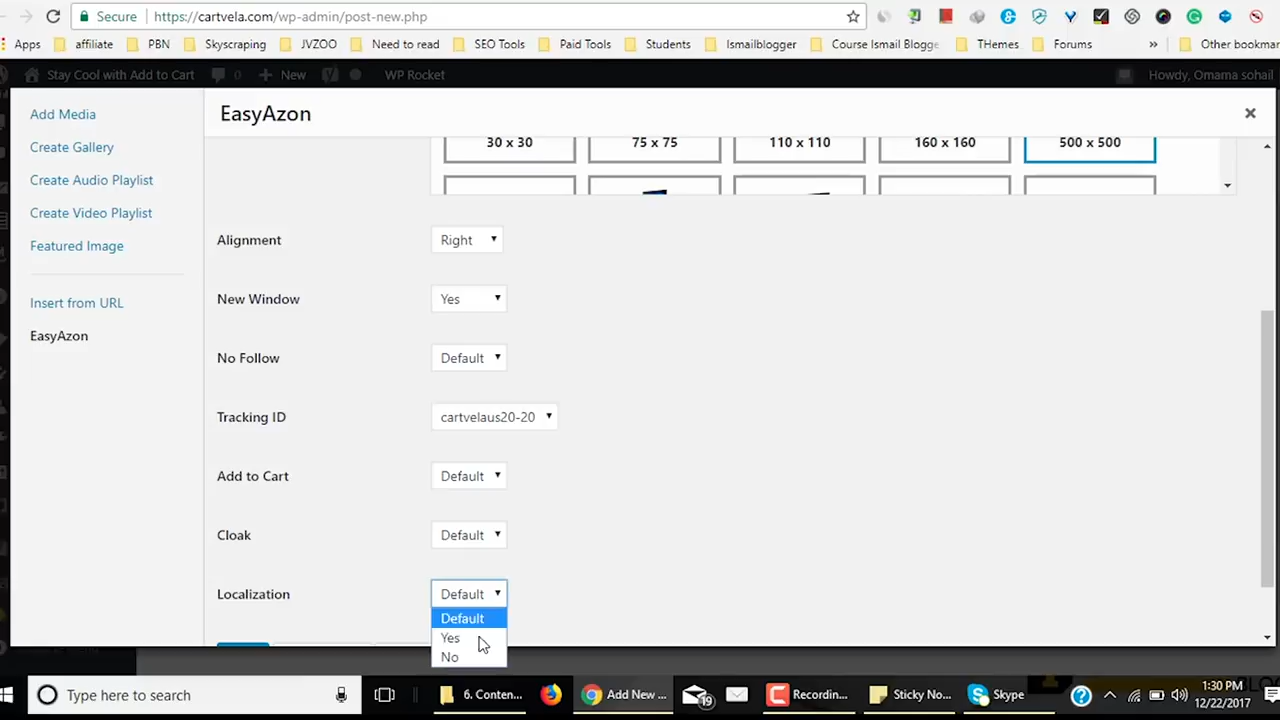 Secure https://cartvela.com/wp-admin/post-new.php
Apps affiliate PBN Skyscraping JVZOO Need to read SEO Tools Paid Tools Students Ismailblogger Course Ismail Blogge THemes Forums » Other bookmar
Stay Cool with Add to Cart 0 New WP Rocket Howdy, Omama sohail
Add Media
Create Gallery
Create Audio Playlist
Create Video Playlist
Featured Image
Insert from URL
EasyAzon
EasyAzon
30 x 30 75 x 75 110 x 110 160 x 160 500 x 500
Alignment Right
New Window Yes
No Follow Default
Tracking ID cartvelaus20-20
Add to Cart Default
Cloak Default
Localization Default
Default
Yes
No
Type here to search 6. Conten... Add New ... 19 Recordin... Sticky No... Skype
1:30 PM
12/22/2017